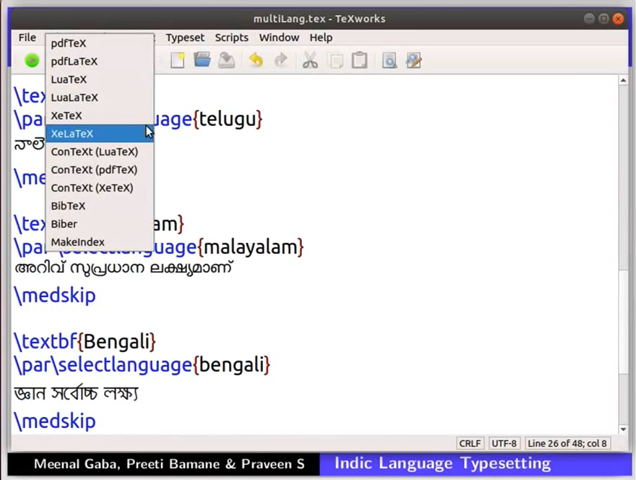 multiLang.tex - TeXworks
File Typeset Scripts Window Help
pdfTeX
pdfLaTeX
LuaTeX
LuaLaTeX
XeTeX
XeLaTeX
ConTeXt (LuaTeX)
ConTeXt (pdfTeX)
ConTeXt (XeTeX)
BibTeX
Biber
MakeIndex
\tex
\pa age{telugu}
\me
\tex am}
\par\selectlanguage{malayalam}
അറിവ് സുപ്രധാന ലക്ഷ്യമാണ്
\medskip
\textbf{Bengali}
\par\selectlanguage{bengali}
জ্ঞান সর্বোচ্চ লক্ষ্য
\medskip
CRLF UTF-8 Line 26 of 48; col 8
Meenal Gaba, Preeti Bamane & Praveen S Indic Language Typesetting